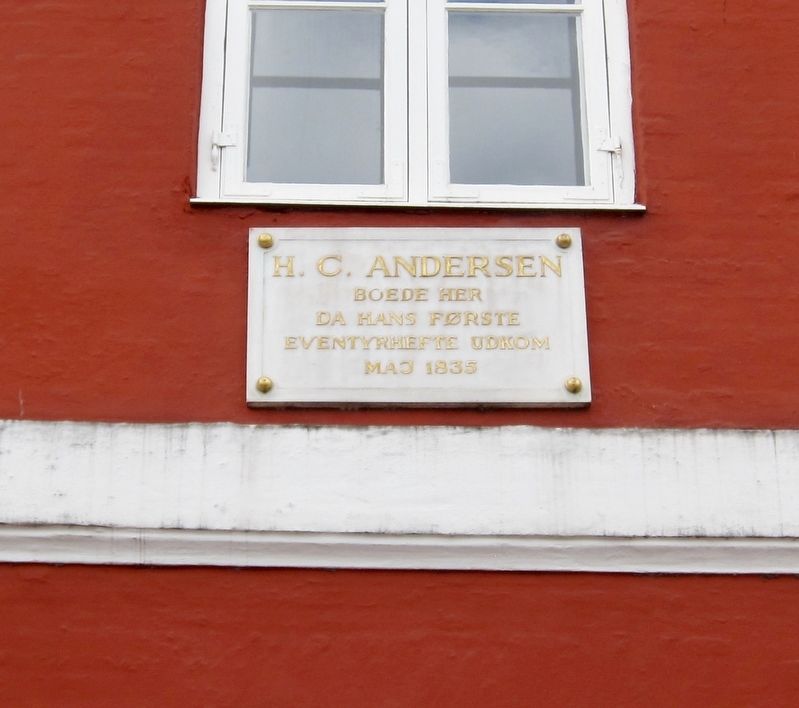 H. C. ANDERSEN
BOEDE HER
DA HANS FØRSTE
EVENTYRHEFTE UDKOM
MAJ 1835